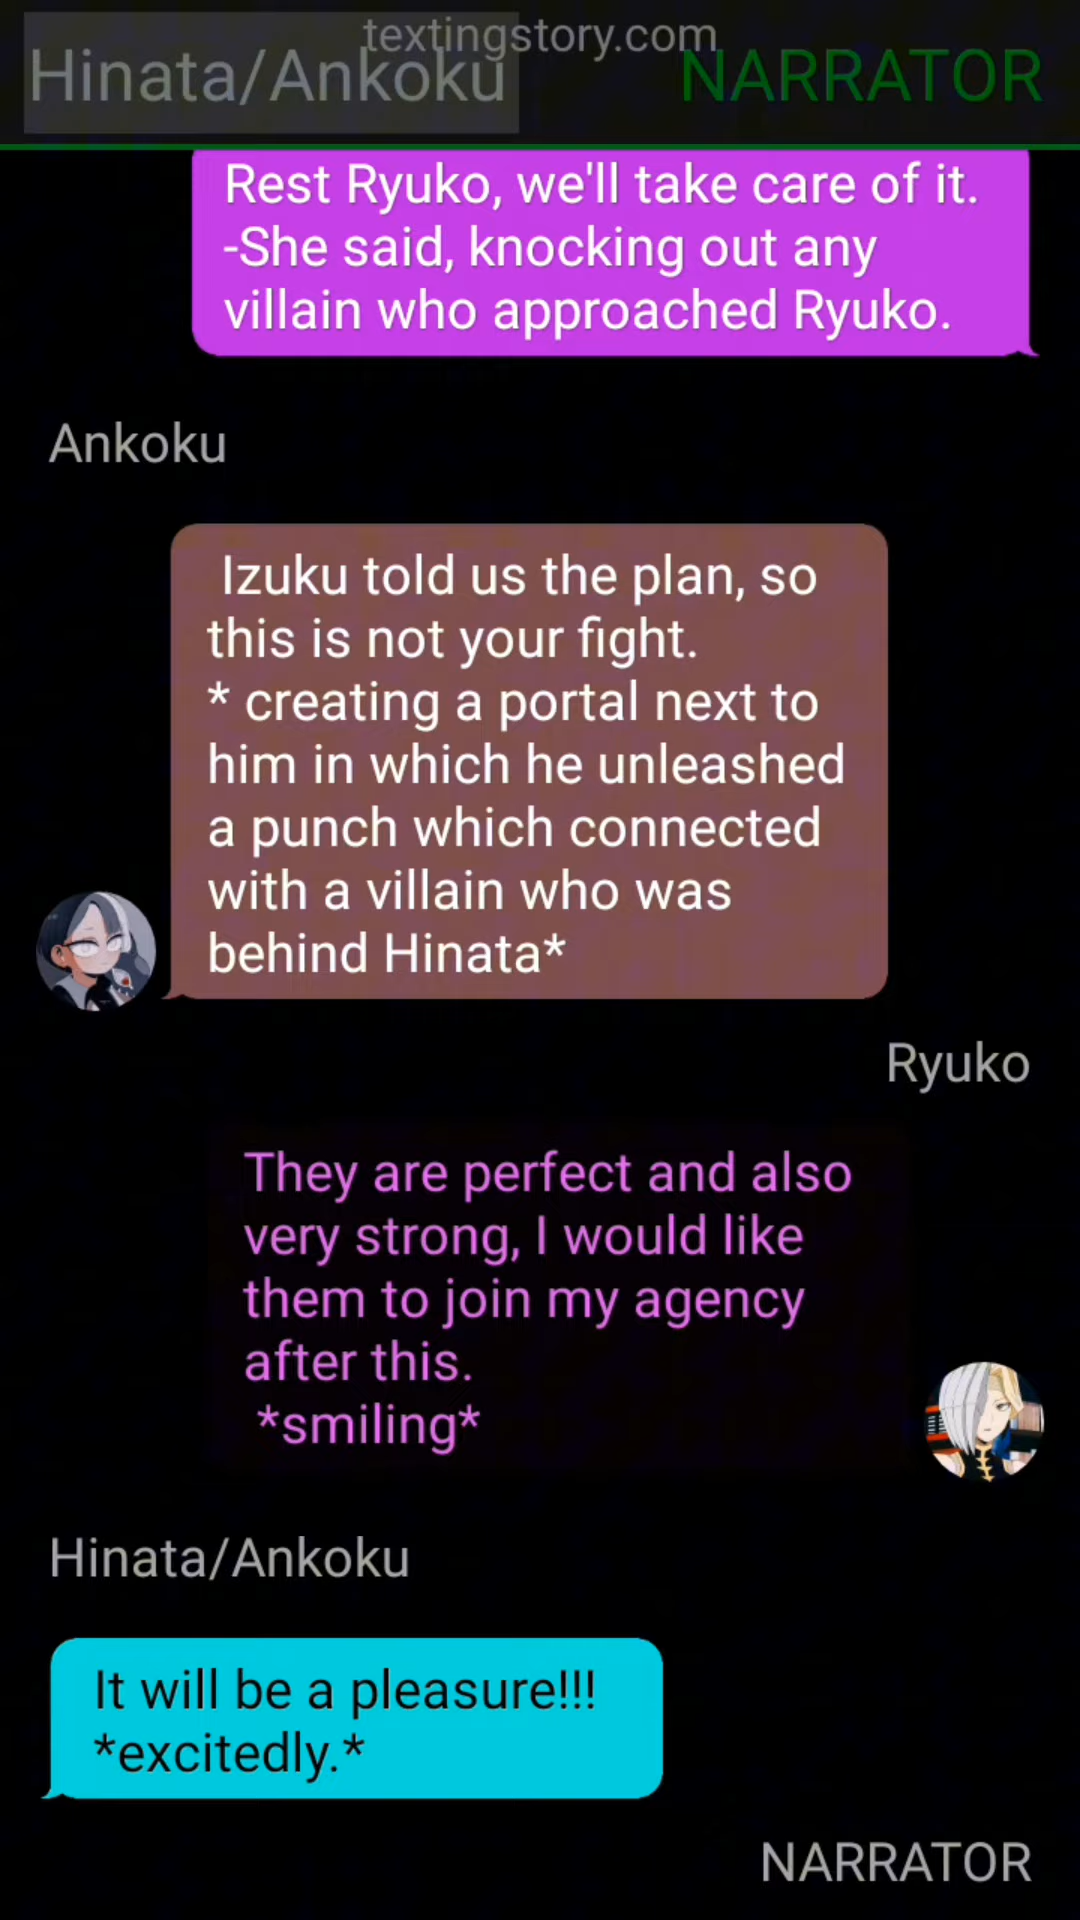 textingstory.com
Hinata/Ankoku
NARRATOR
Rest Ryuko, we'll take care of it.
-She said, knocking out any
villain who approached Ryuko.
Ankoku
Izuku told us the plan, so
this is not your fight.
* creating a portal next to
him in which he unleashed
a punch which connected
with a villain who was
behind Hinata*
Ryuko
They are perfect and also
very strong, I would like
them to join my agency
after this.
*smiling*
Hinata/Ankoku
It will be a pleasure!!!
*excitedly.*
NARRATOR